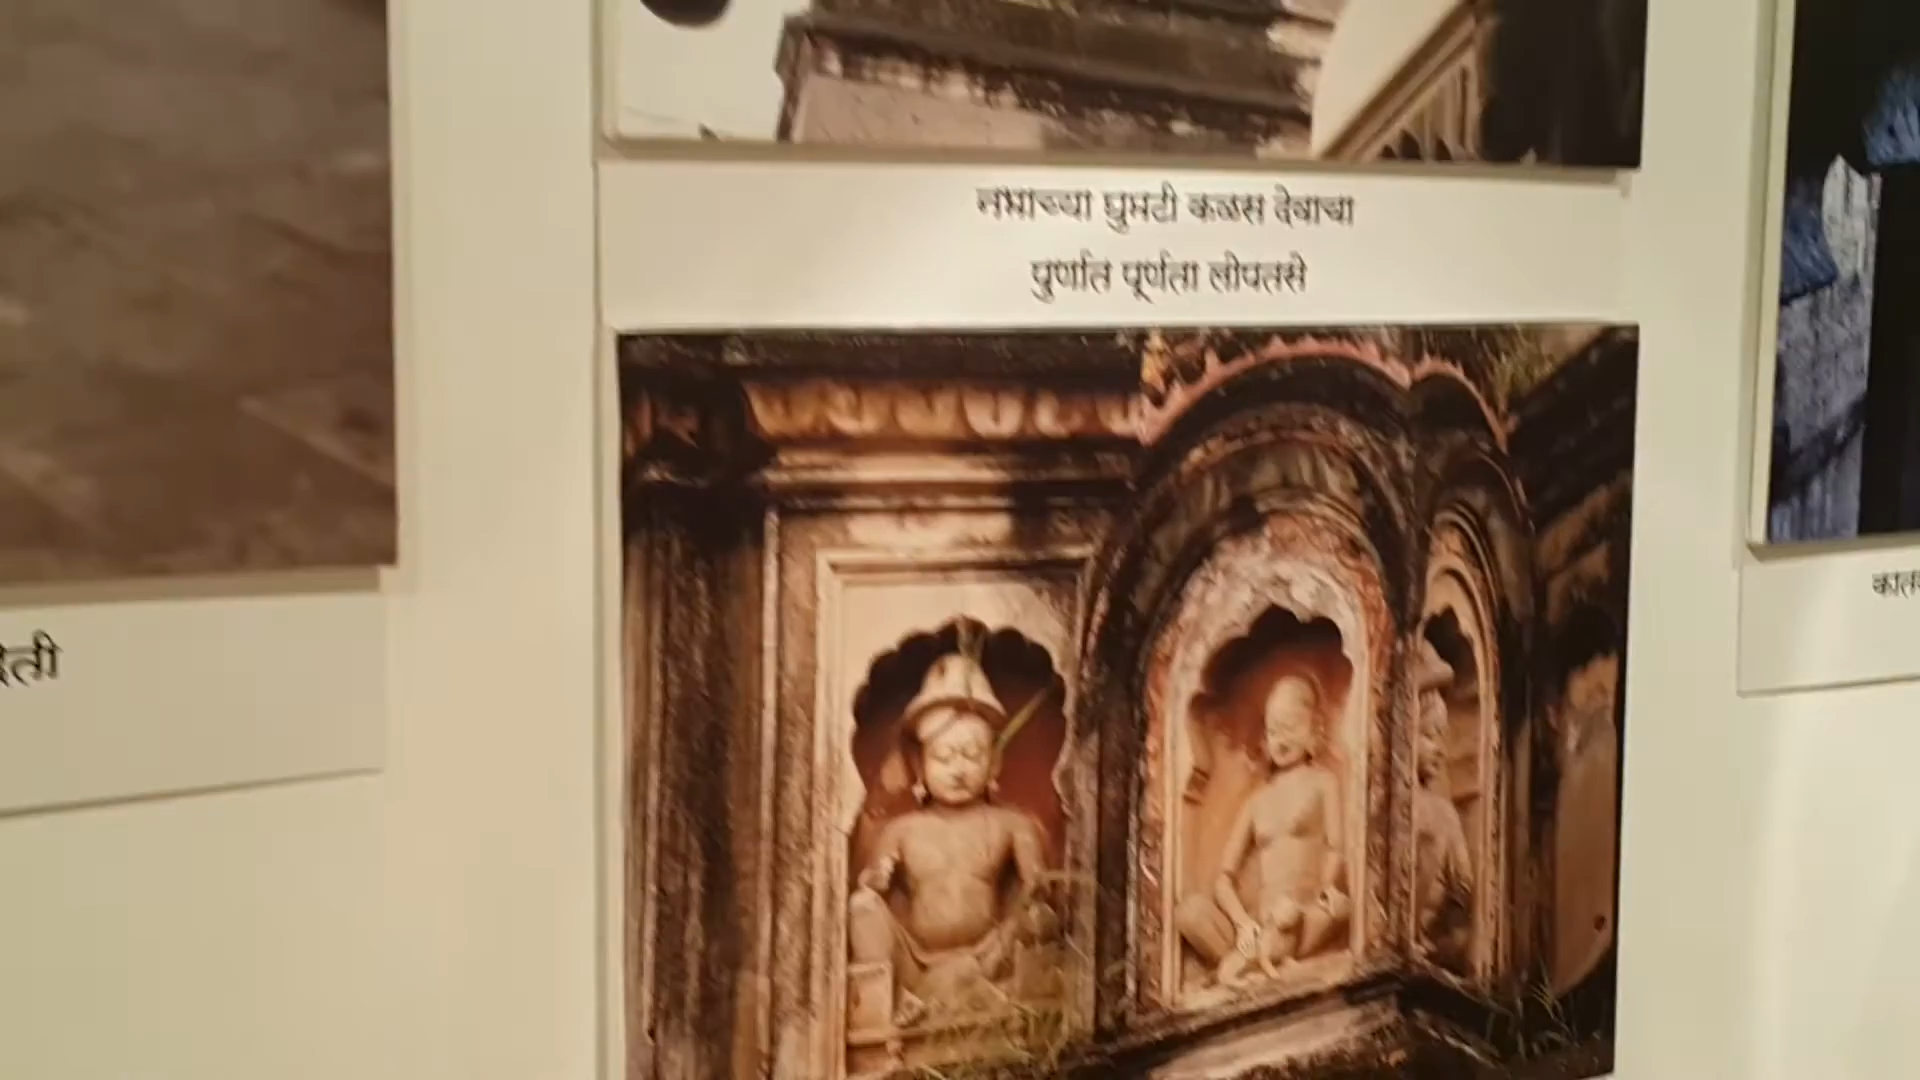 नभाच्या घुमटी कळस देवाचा
पुर्णात पूर्णता लोपतसे